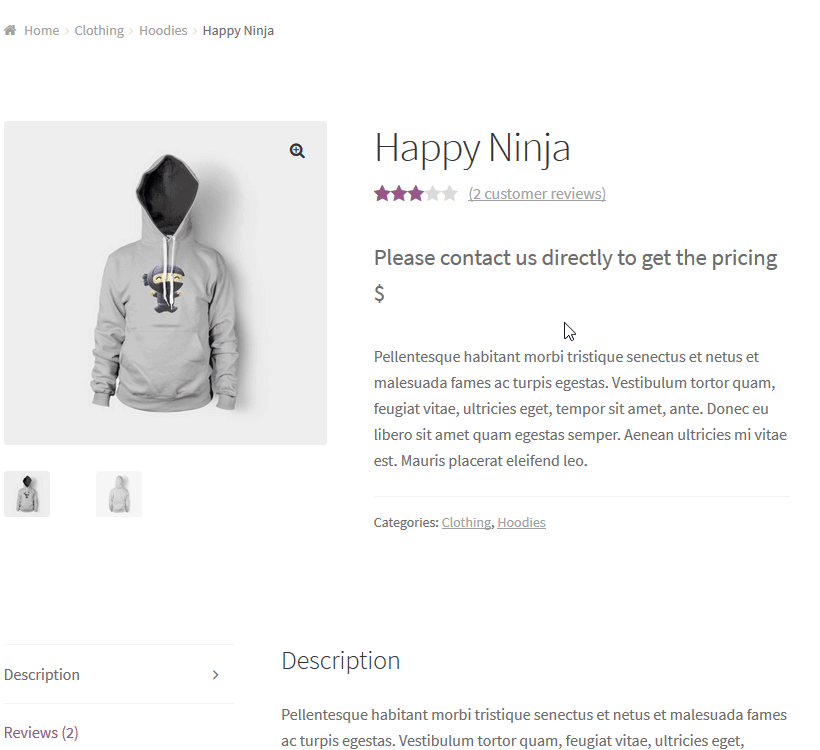 Home › Clothing › Hoodies › Happy Ninja
Happy Ninja
(2 customer reviews)
Please contact us directly to get the pricing
$
Pellentesque habitant morbi tristique senectus et netus et
malesuada fames ac turpis egestas. Vestibulum tortor quam,
feugiat vitae, ultricies eget, tempor sit amet, ante. Donec eu
libero sit amet quam egestas semper. Aenean ultricies mi vitae
est. Mauris placerat eleifend leo.
Categories: Clothing, Hoodies
Description
Description
Pellentesque habitant morbi tristique senectus et netus et malesuada fames
Reviews (2)
ac turpis egestas. Vestibulum tortor quam, feugiat vitae, ultricies eget,